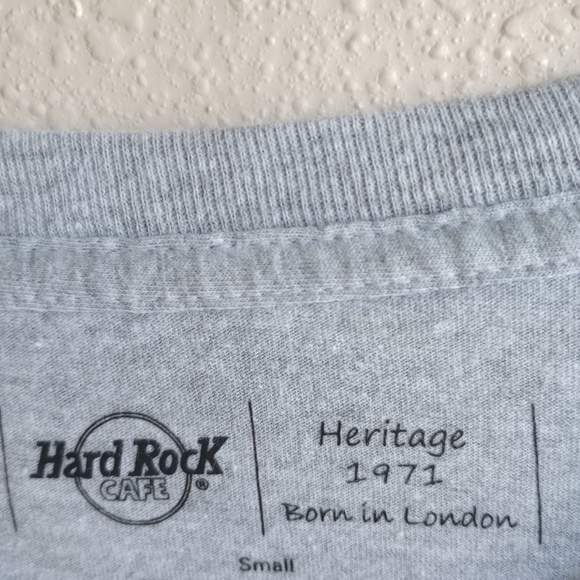 Hard Rock
CAFE ®
Heritage
1971
Born in London
Small